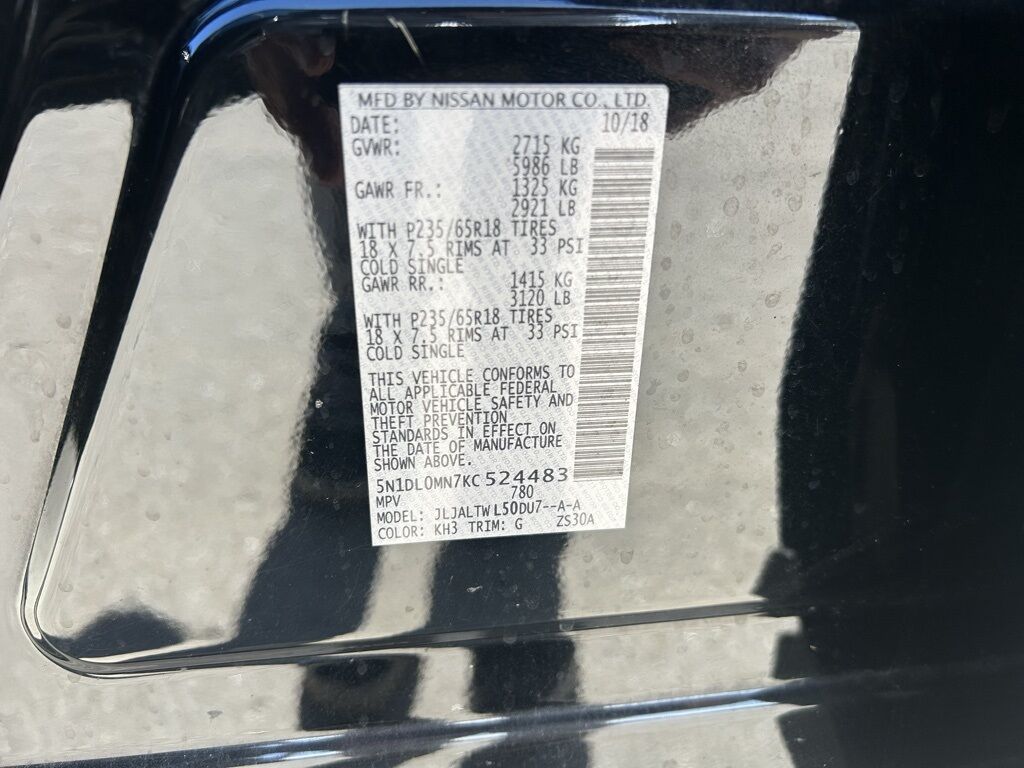 MFD BY NISSAN MOTOR CO., LTD.
DATE: 10/18
GVWR: 2715 KG
5986 LB
GAWR FR.: 1325 KG
2921 LB
WITH P235/65R18 TIRES
18 X 7.5 RIMS AT 33 PSI
COLD SINGLE
GAWR RR.: 1415 KG
3120 LB
WITH P235/65R18 TIRES
18 X 7.5 RIMS AT 33 PSI
COLD SINGLE
THIS VEHICLE CONFORMS TO
ALL APPLICABLE FEDERAL
MOTOR VEHICLE SAFETY AND
THEFT PREVENTION
STANDARDS IN EFFECT ON
THE DATE OF MANUFACTURE
SHOWN ABOVE.
5N1DL0MN7KC524483
MPV 780
MODEL: JLJALTWL50DU7--A-A
COLOR: KH3 TRIM: G ZS30A